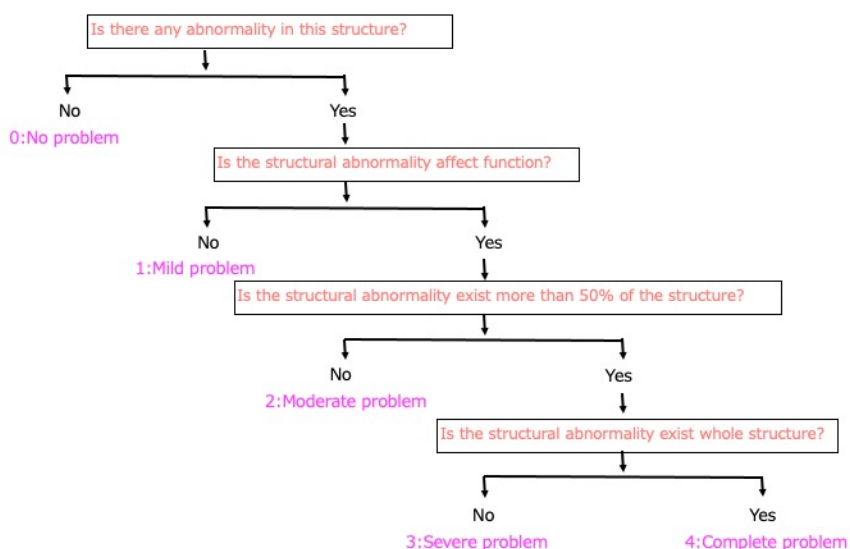 Is there any abnormality in this structure?
No
Yes
0:No problem
Is the structural abnormality affect function?
No
Yes
1:Mild problem
Is the structural abnormality exist more than 50% of the structure?
No
Yes
2:Moderate problem
Is the structural abnormality exist whole structure?
No
Yes
3:Severe problem
4:Complete problem